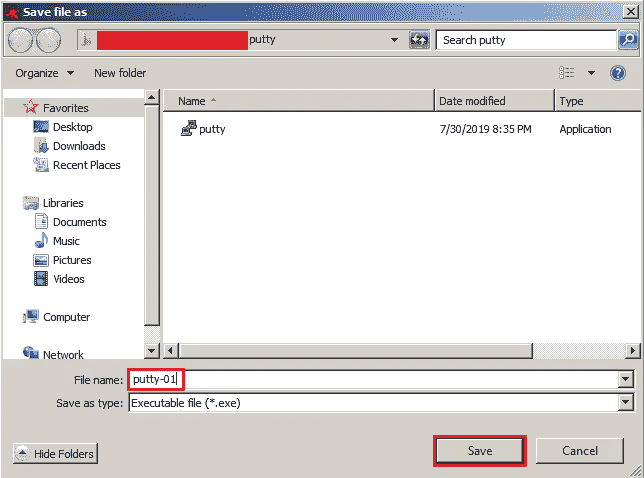 Save file as
putty
Search putty
Organize New folder
Name Date modified Type
Favorites
putty 7/30/2019 8:35 PM Application
Desktop
Downloads
Recent Places
Libraries
Documents
Music
Pictures
Videos
Computer
Network
File name: putty-01
Save as type: Executable file (*.exe)
Hide Folders Save Cancel